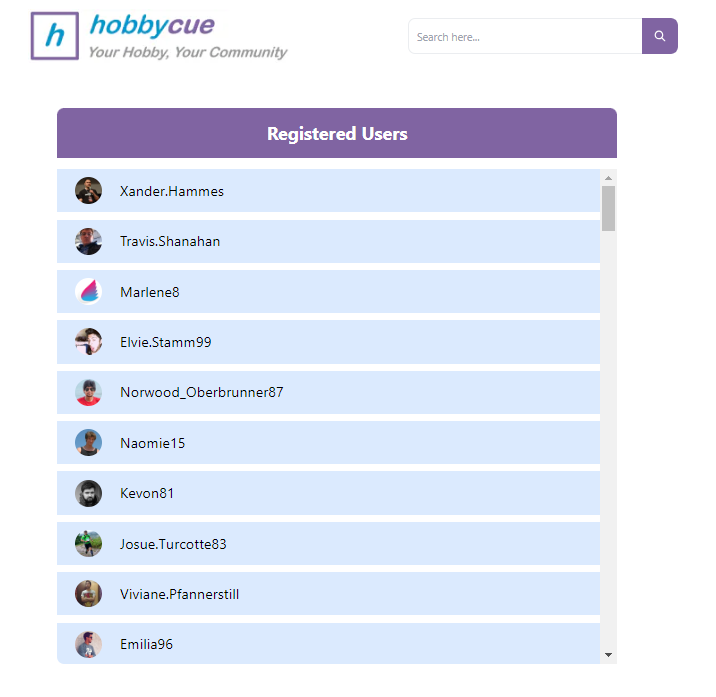 h
hobbycue
Your Hobby, Your Community
Search here...
Registered Users
Xander.Hammes
Travis.Shanahan
Marlene8
Elvie.Stamm99
Norwood_Oberbrunner87
Naomie15
Kevon81
Josue.Turcotte83
Viviane.Pfannerstill
Emilia96